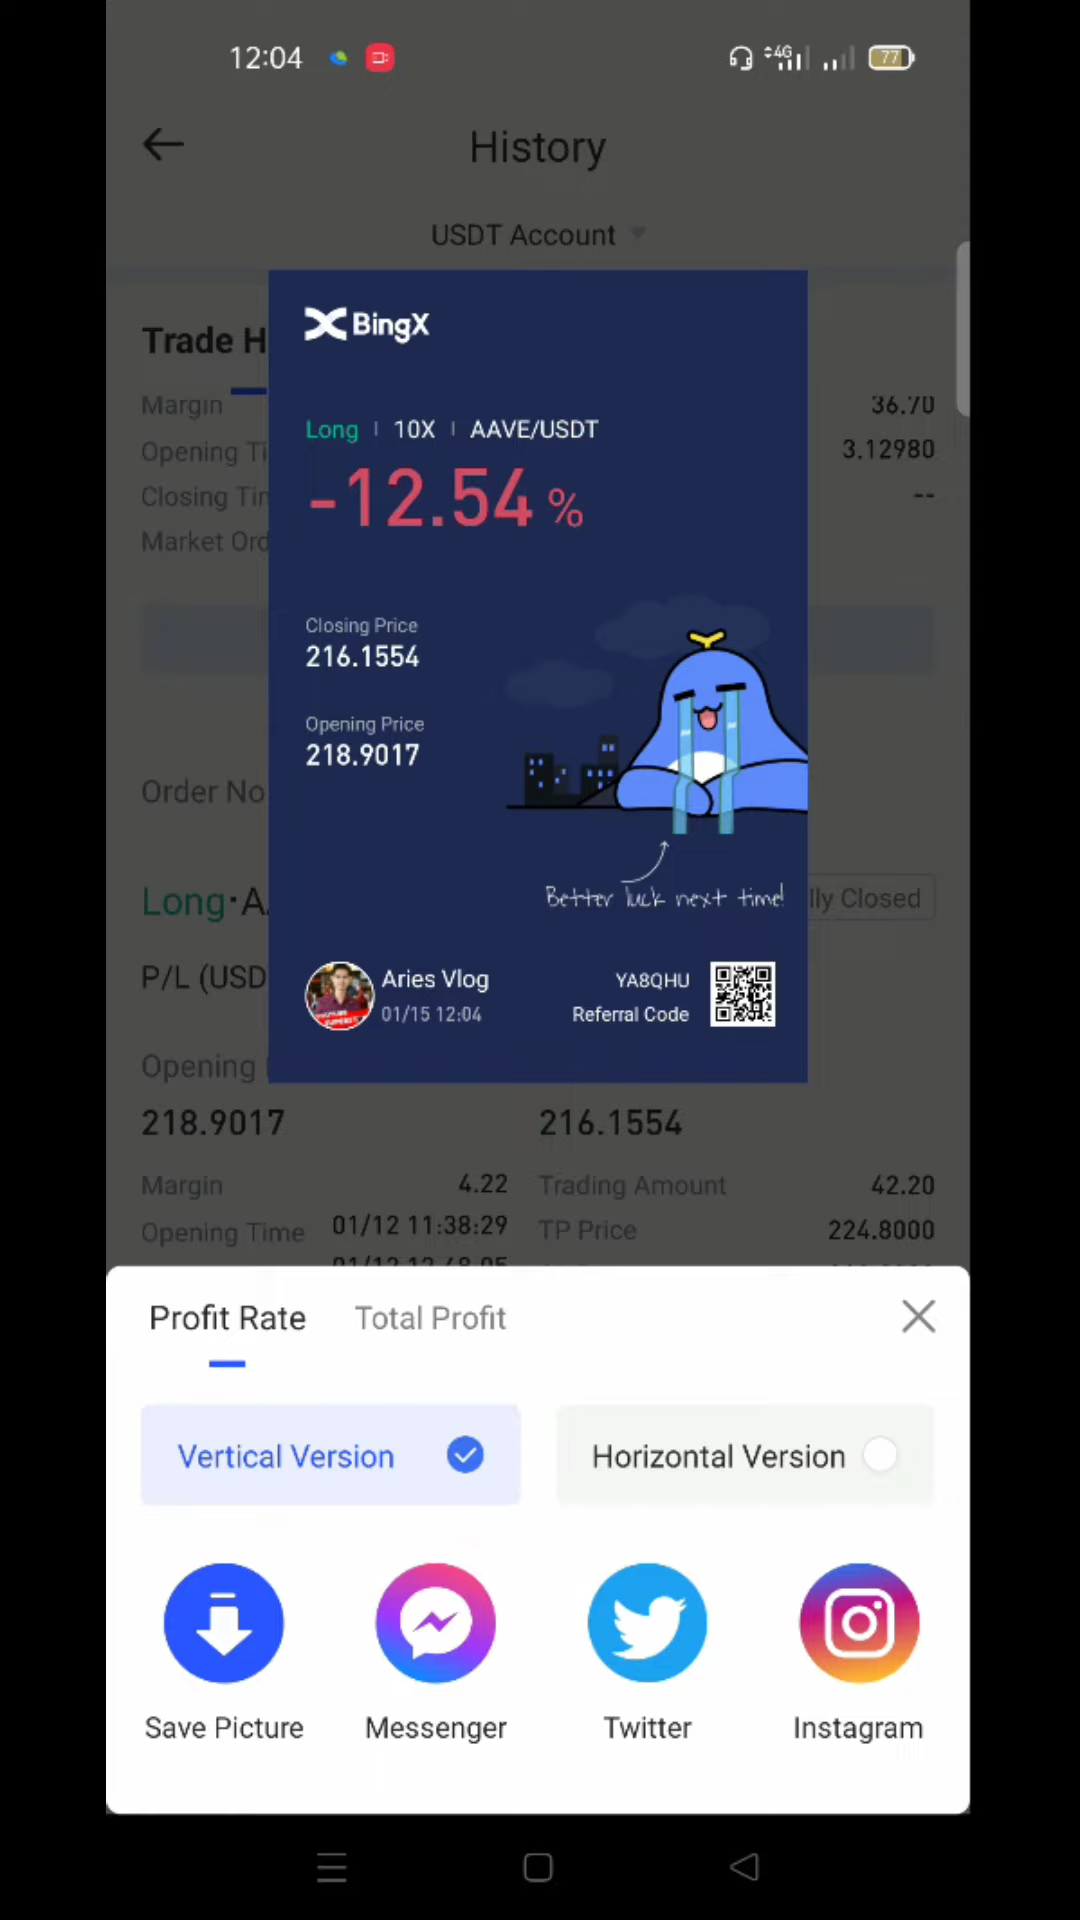 12:04
4G
77
History
USDT Account
BingX
Trade H
Margin
36.70
Long | 10X | AAVE/USDT
Opening Ti
3.12980
-12.54 %
Closing Tim
--
Market Ord
Closing Price
216.1554
Opening Price
218.9017
Order No
Better luck next time!
Long·A
lly Closed
P/L (USD
Aries Vlog
01/15 12:04
YA8QHU
Referral Code
Opening
218.9017
216.1554
Margin
4.22
Trading Amount
42.20
Opening Time
01/12 11:38:29
TP Price
224.8000
Profit Rate
Total Profit
Vertical Version
Horizontal Version
Save Picture
Messenger
Twitter
Instagram